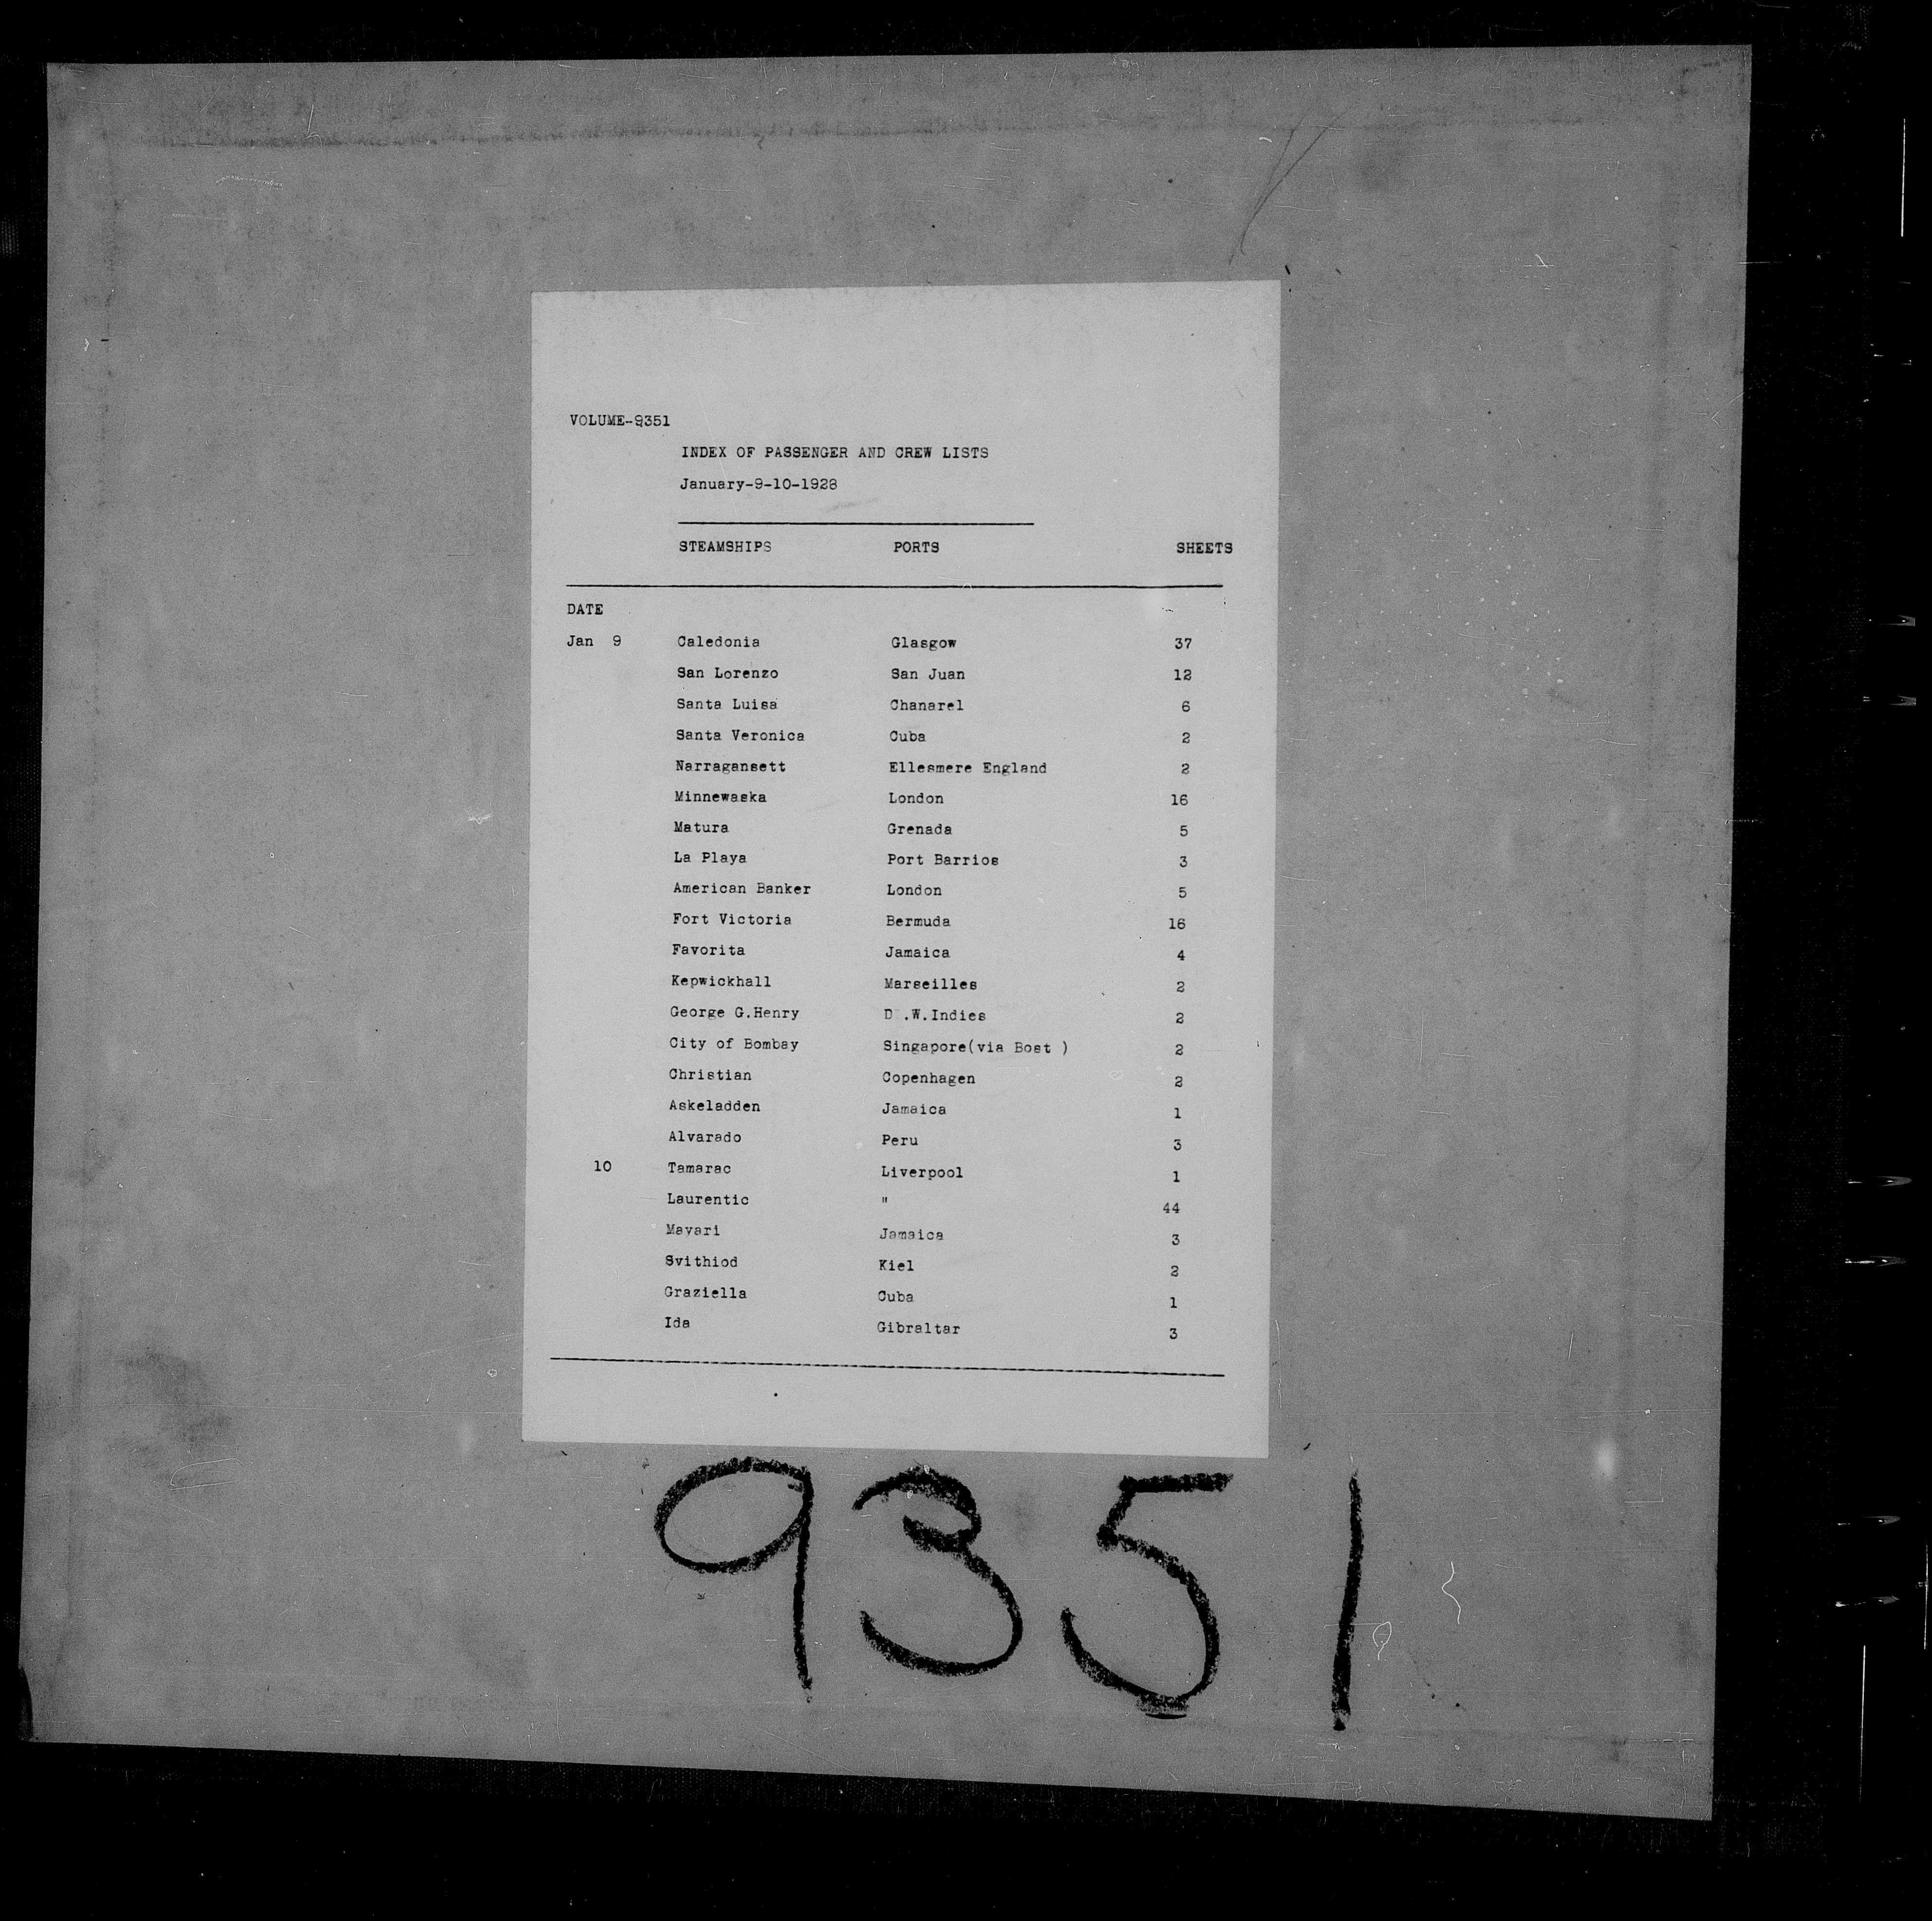 VOLUME-9351
INDEX OF PASSENGER AND CREW LISTS
January-9-10-1928
STEAMSHIPS PORTS SHEETS
DATE
Jan 9 Caledonia Glasgow 37
San Lorenzo San Juan 12
Santa Luisa Chanarel 6
Santa Veronica Cuba 2
Narragansett Ellesmere England 2
Minnewaska London 16
Matura Grenada 5
La Playa Port Barrios 3
American Banker London 5
Fort Victoria Bermuda 16
Favorita Jamaica 4
Kepwickhall Marseilles 2
George G.Henry D .W.Indies 2
City of Bombay Singapore(via Bost ) 2
Christian Copenhagen 2
Askeladden Jamaica 1
Alvarado Peru 3
10 Tamarac Liverpool 1
Laurentic " 44
Mayari Jamaica 3
Svithiod Kiel 2
Graziella Cuba 1
Ida Gibraltar 3
9351